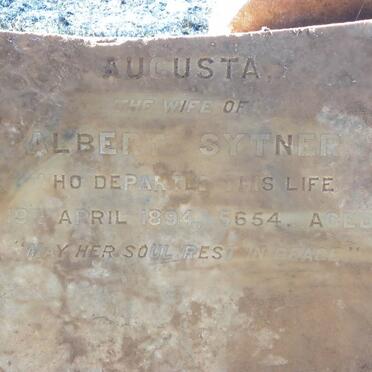 AUGUSTA,
THE WIFE OF
ALBERT SYTNER
WHO DEPARTED THIS LIFE
APRIL 1894, 5654. AGED
"MAY HER SOUL REST IN PEACE"